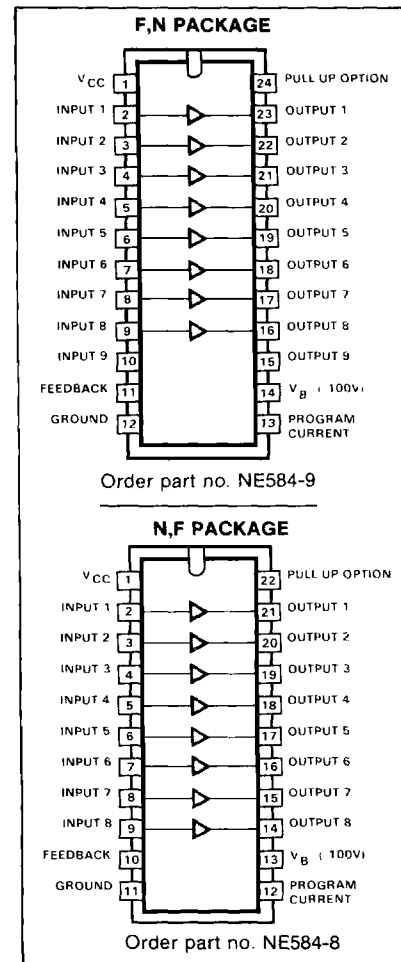 F,N PACKAGE
VCC 1 24 PULL UP OPTION
INPUT 1 2 23 OUTPUT 1
INPUT 2 3 22 OUTPUT 2
INPUT 3 4 21 OUTPUT 3
INPUT 4 5 20 OUTPUT 4
INPUT 5 6 19 OUTPUT 5
INPUT 6 7 18 OUTPUT 6
INPUT 7 8 17 OUTPUT 7
INPUT 8 9 16 OUTPUT 8
INPUT 9 10 15 OUTPUT 9
FEEDBACK 11 14 VB ( 100V)
GROUND 12 13 PROGRAM
CURRENT
Order part no. NE584-9
N,F PACKAGE
VCC 1 22 PULL UP OPTION
INPUT 1 2 21 OUTPUT 1
INPUT 2 3 20 OUTPUT 2
INPUT 3 4 19 OUTPUT 3
INPUT 4 5 18 OUTPUT 4
INPUT 5 6 17 OUTPUT 5
INPUT 6 7 16 OUTPUT 6
INPUT 7 8 15 OUTPUT 7
INPUT 8 9 14 OUTPUT 8
FEEDBACK 10 13 VB ( 100V)
GROUND 11 12 PROGRAM
CURRENT
Order part no. NE584-8